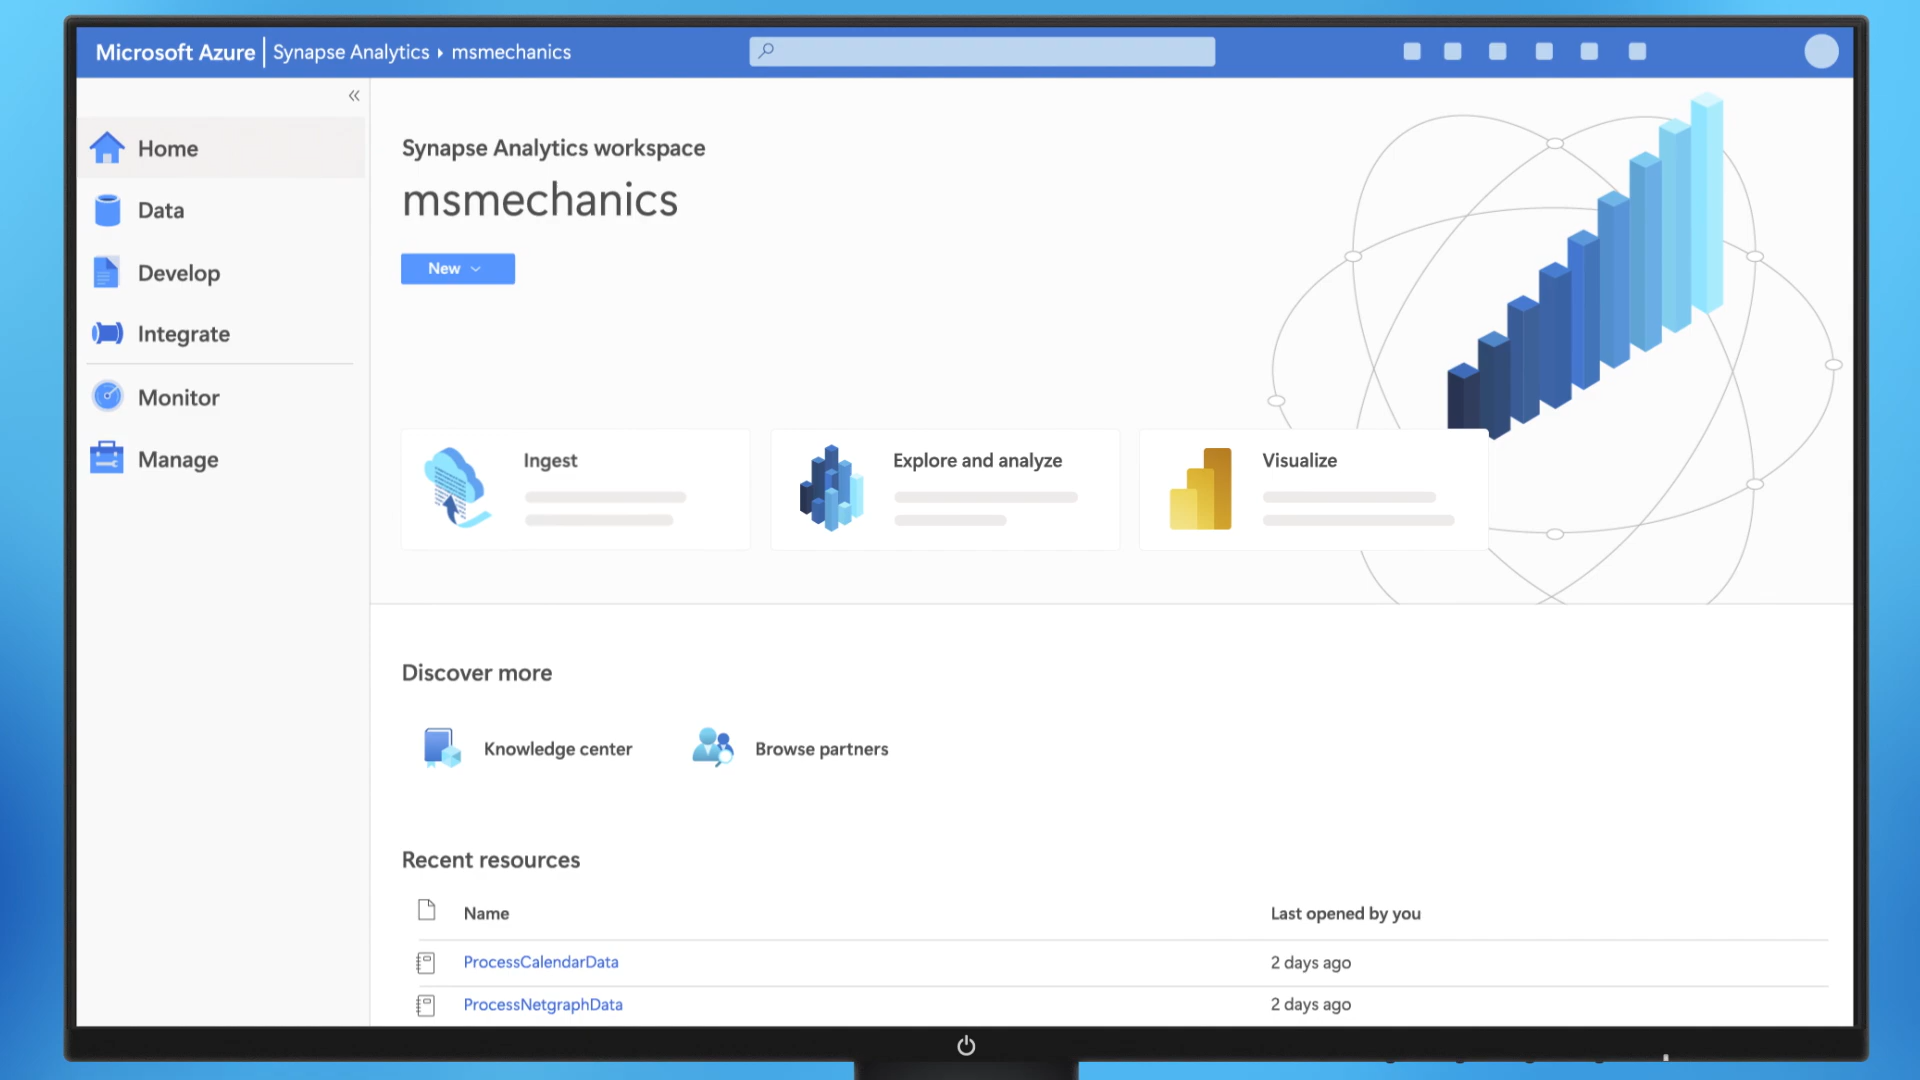 Microsoft Azure | Synapse Analytics ▸ msmechanics
«
Home
Data
Develop
Integrate
Monitor
Manage
Synapse Analytics workspace
msmechanics
New
Ingest
Explore and analyze
Visualize
Discover more
Knowledge center
Browse partners
Recent resources
Name
Last opened by you
ProcessCalendarData
2 days ago
ProcessNetgraphData
2 days ago